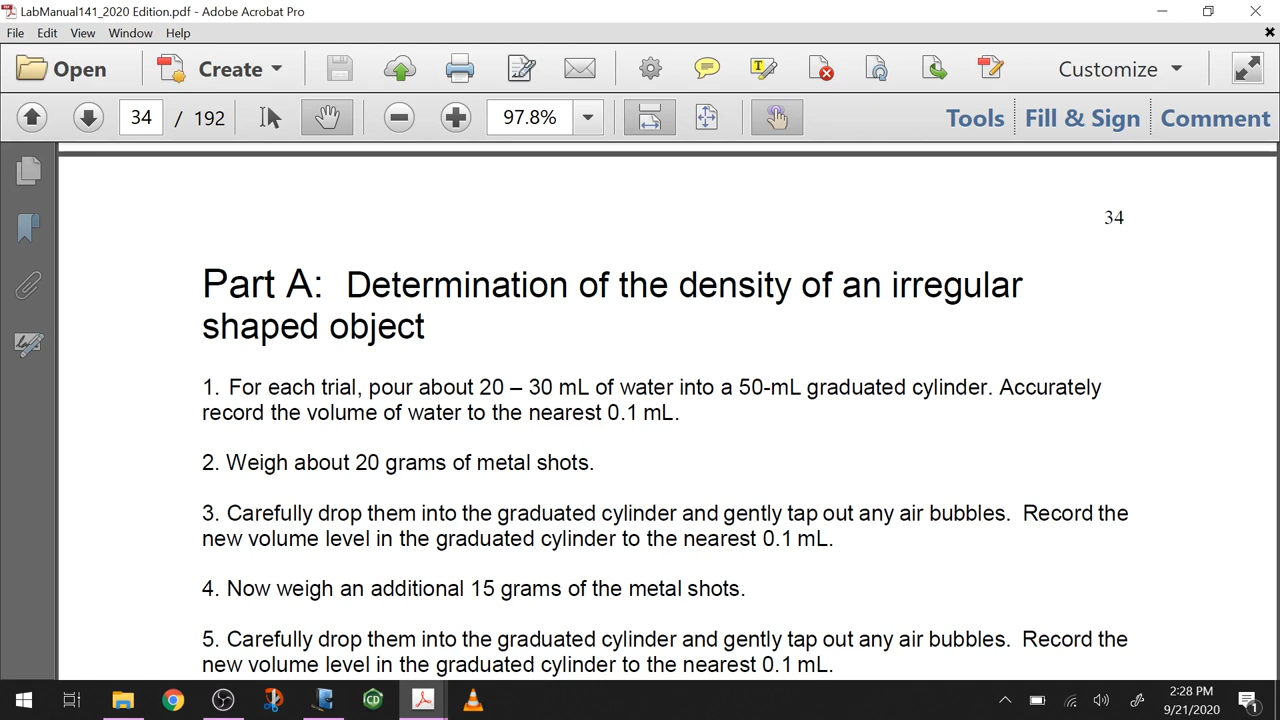 LabManual141_2020 Edition.pdf - Adobe Acrobat Pro
File Edit View Window Help
Open Create Customize
34 / 192 97.8% Tools Fill & Sign Comment
34
Part A: Determination of the density of an irregular
shaped object
1. For each trial, pour about 20 – 30 mL of water into a 50-mL graduated cylinder. Accurately
record the volume of water to the nearest 0.1 mL.
2. Weigh about 20 grams of metal shots.
3. Carefully drop them into the graduated cylinder and gently tap out any air bubbles. Record the
new volume level in the graduated cylinder to the nearest 0.1 mL.
4. Now weigh an additional 15 grams of the metal shots.
5. Carefully drop them into the graduated cylinder and gently tap out any air bubbles. Record the
new volume level in the graduated cylinder to the nearest 0.1 mL.
2:28 PM
9/21/2020